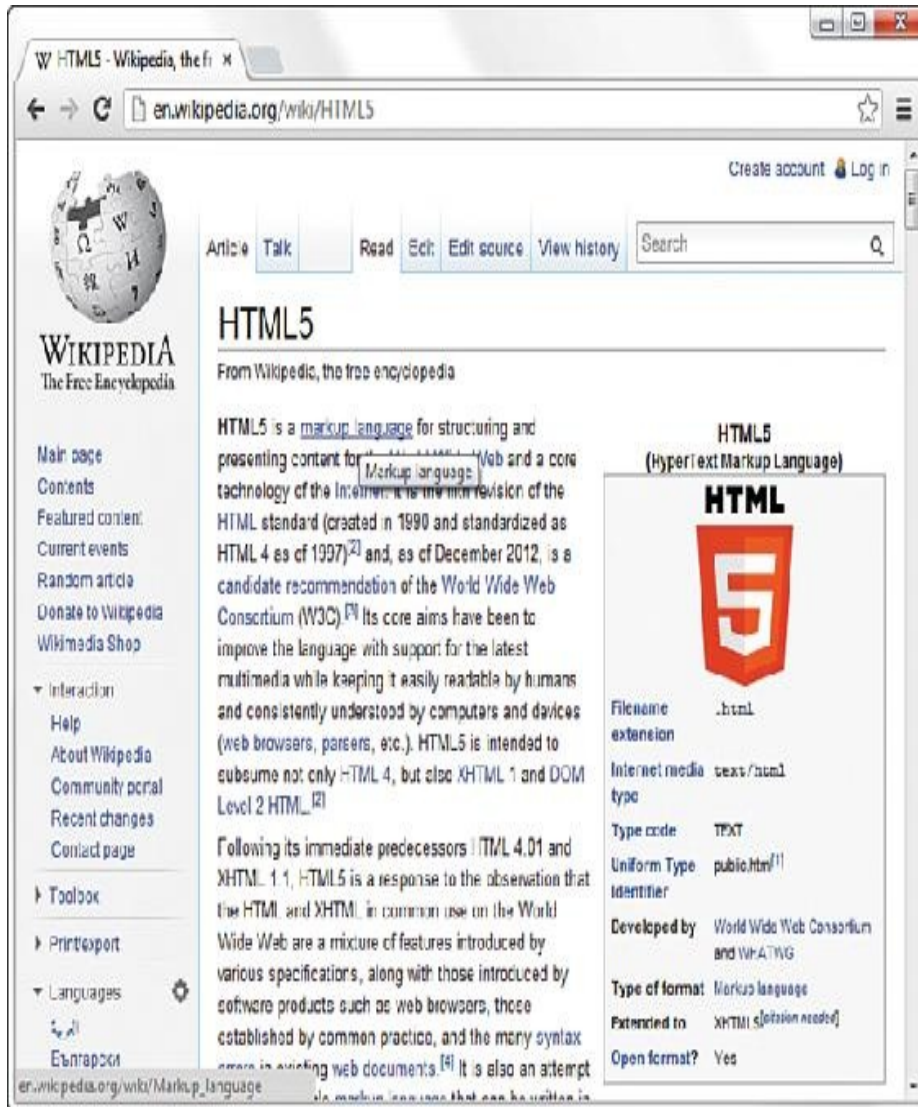 W HTML5 - Wikipedia, the fr ×
en.wikipedia.org/wiki/HTML5
Create account Log in
Article Talk Read Edit Edit source View history Search
WIKIPEDIA
The Free Encyclopedia
Main page
Contents
Featured content
Current events
Random article
Donate to Wikipedia
Wikimedia Shop
Interaction
Help
About Wikipedia
Community portal
Recent changes
Contact page
Toolbox
Print/export
Languages
Български
en.wikipedia.org/wiki/Markup_language
HTML5
From Wikipedia, the free encyclopedia
HTML5 is a markup language for structuring and
presenting content for Web and a core
Markup language
technology of the Internet. It is the fifth revision of the
HTML standard (created in 1990 and standardized as
HTML 4 as of 1997)[2] and, as of December 2012, is a
candidate recommendation of the World Wide Web
Consortium (W3C).[3] Its core aims have been to
improve the language with support for the latest
multimedia while keeping it easily readable by humans
and consistently understood by computers and devices
(web browsers, parsers, etc.). HTML5 is intended to
subsume not only HTML 4, but also XHTML 1 and DOM
Level 2 HTML.[2]
Following its immediate predecessors HTML 4.01 and
XHTML 1.1, HTML5 is a response to the observation that
the HTML and XHTML in common use on the World
Wide Web are a mixture of features introduced by
various specifications, along with those introduced by
software products such as web browsers, those
established by common practice, and the many syntax
errors in existing web documents.[4] It is also an attempt
markup language that can be written in
HTML5
(HyperText Markup Language)
HTML
5
Filename extension .html
Internet media type text/html
Type code TEXT
Uniform Type Identifier public.html[1]
Developed by World Wide Web Consortium
and WHATWG
Type of format Markup language
Extended to XHTML5[citation needed]
Open format? Yes